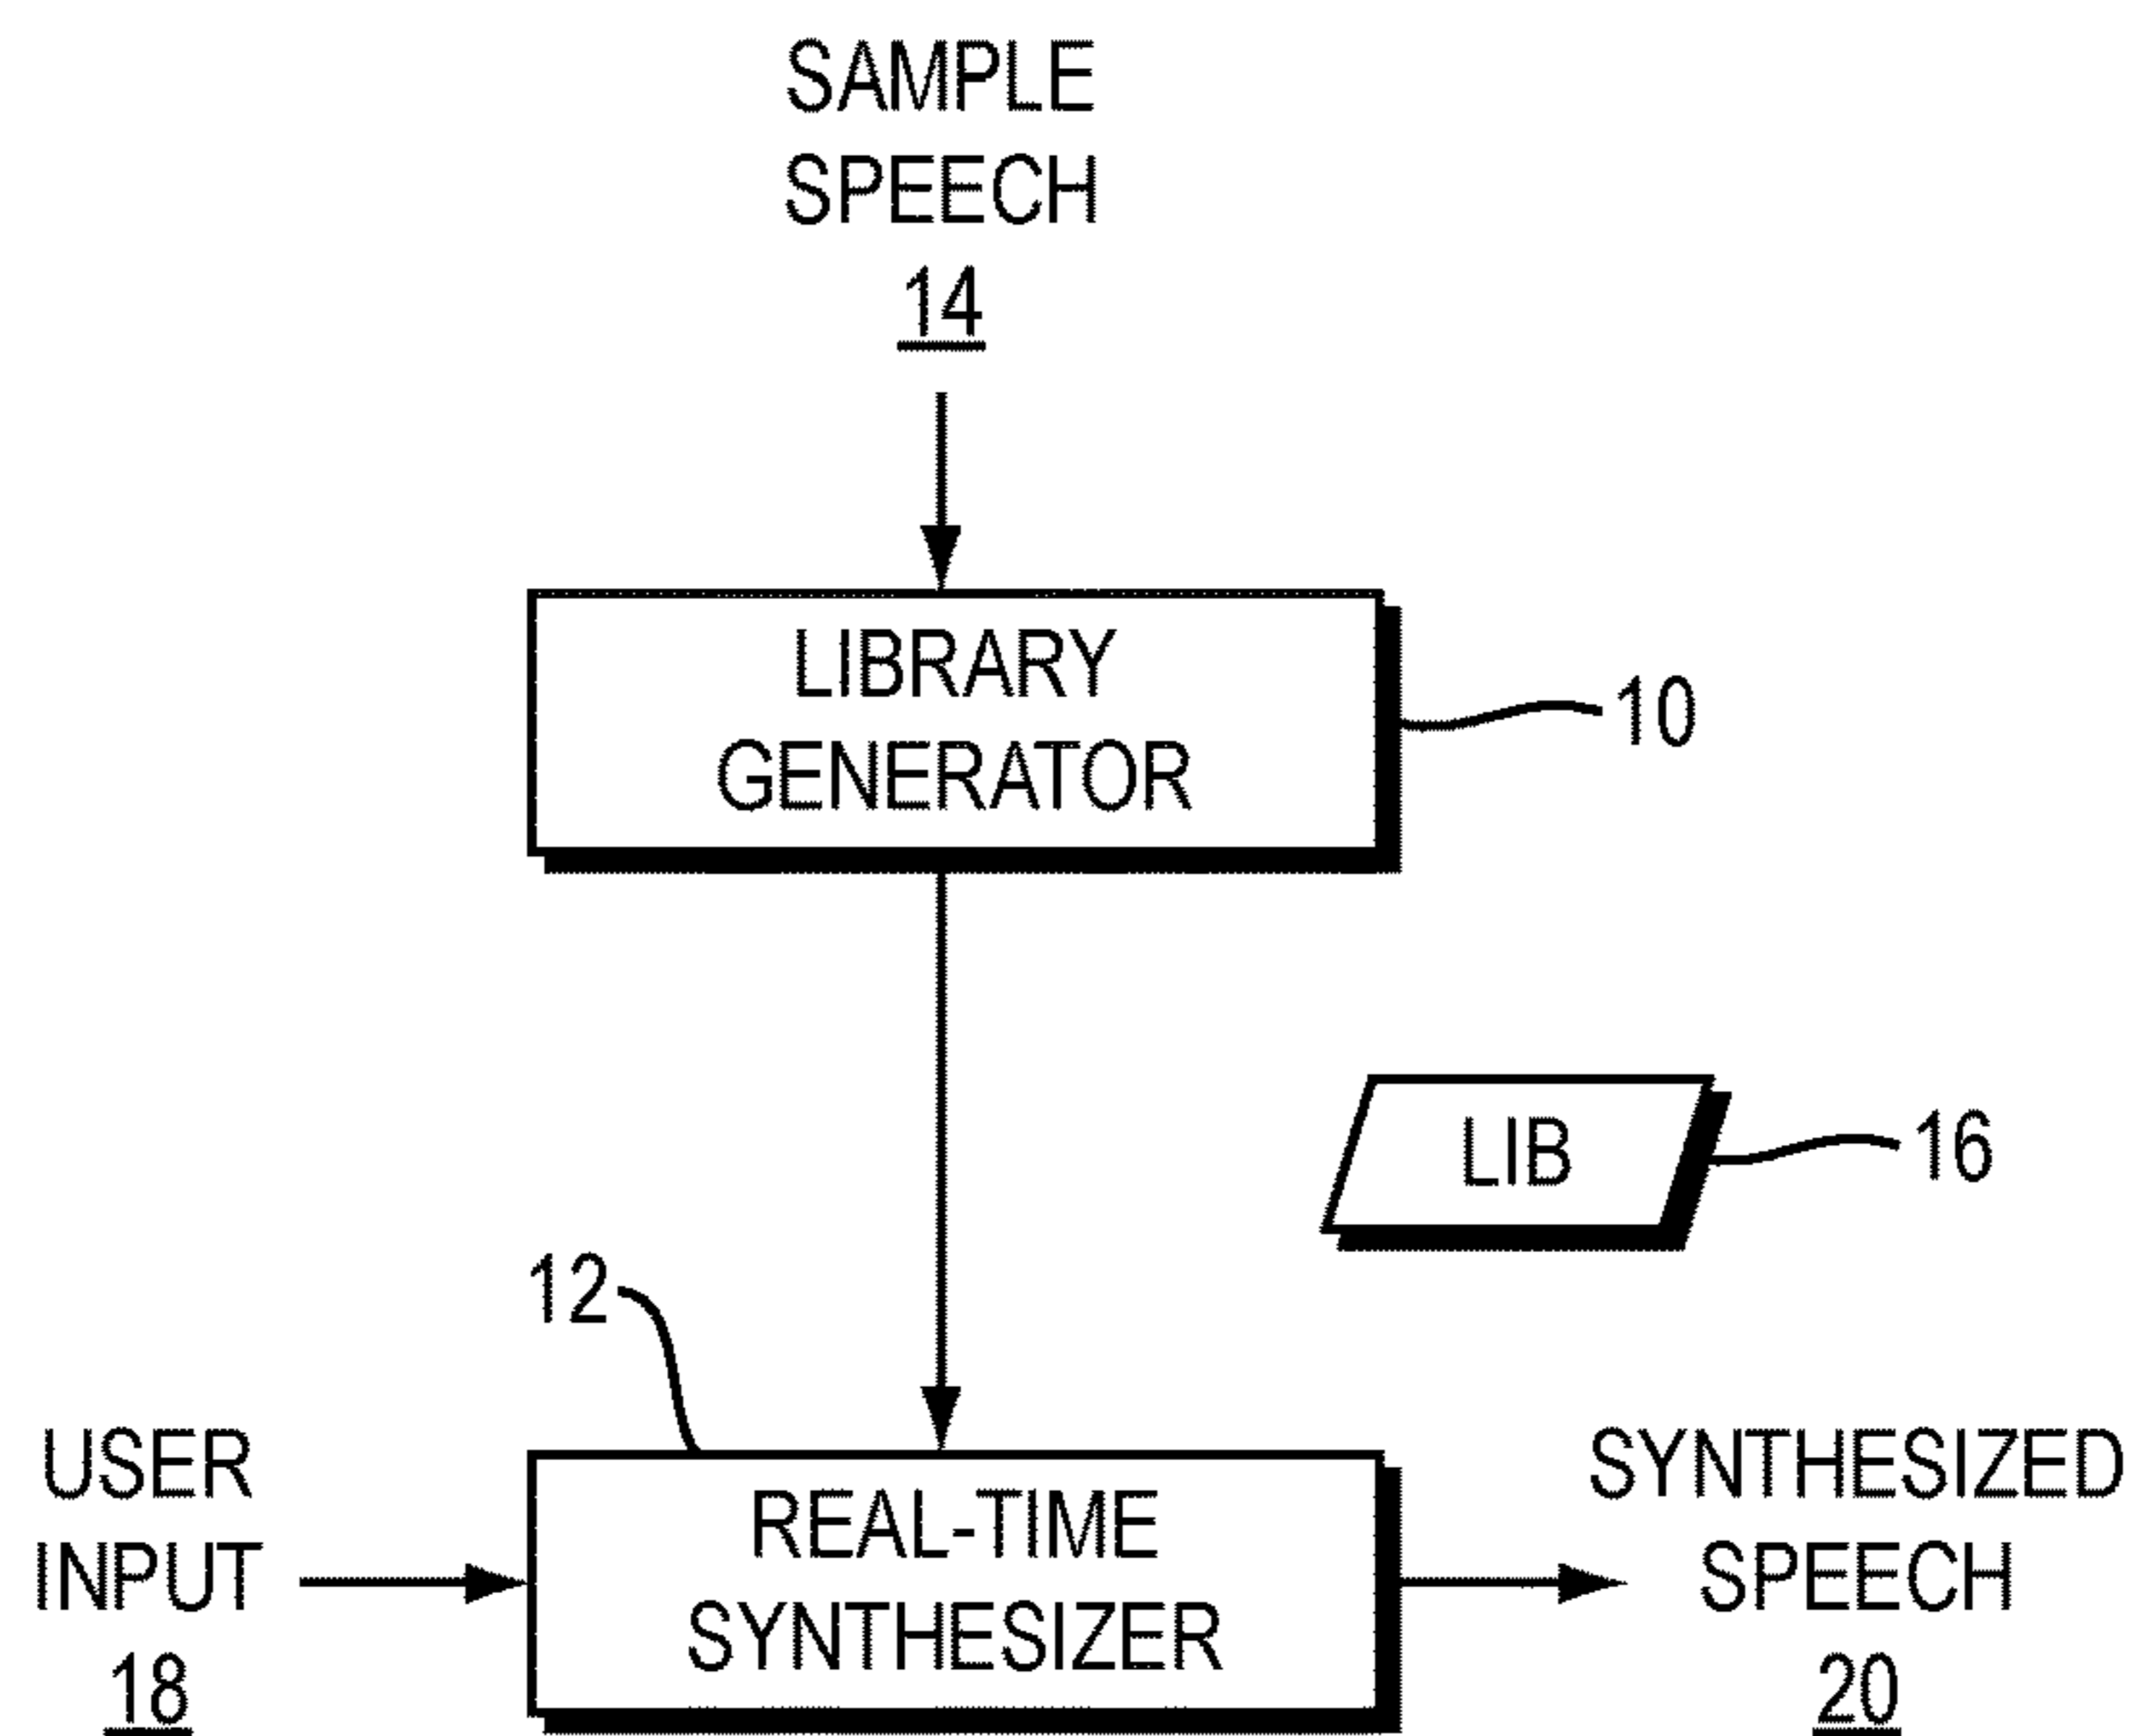 SAMPLE
SPEECH
14
LIBRARY
GENERATOR
10
LIB
16
12
USER
INPUT
18
REAL-TIME
SYNTHESIZER
SYNTHESIZED
SPEECH
20